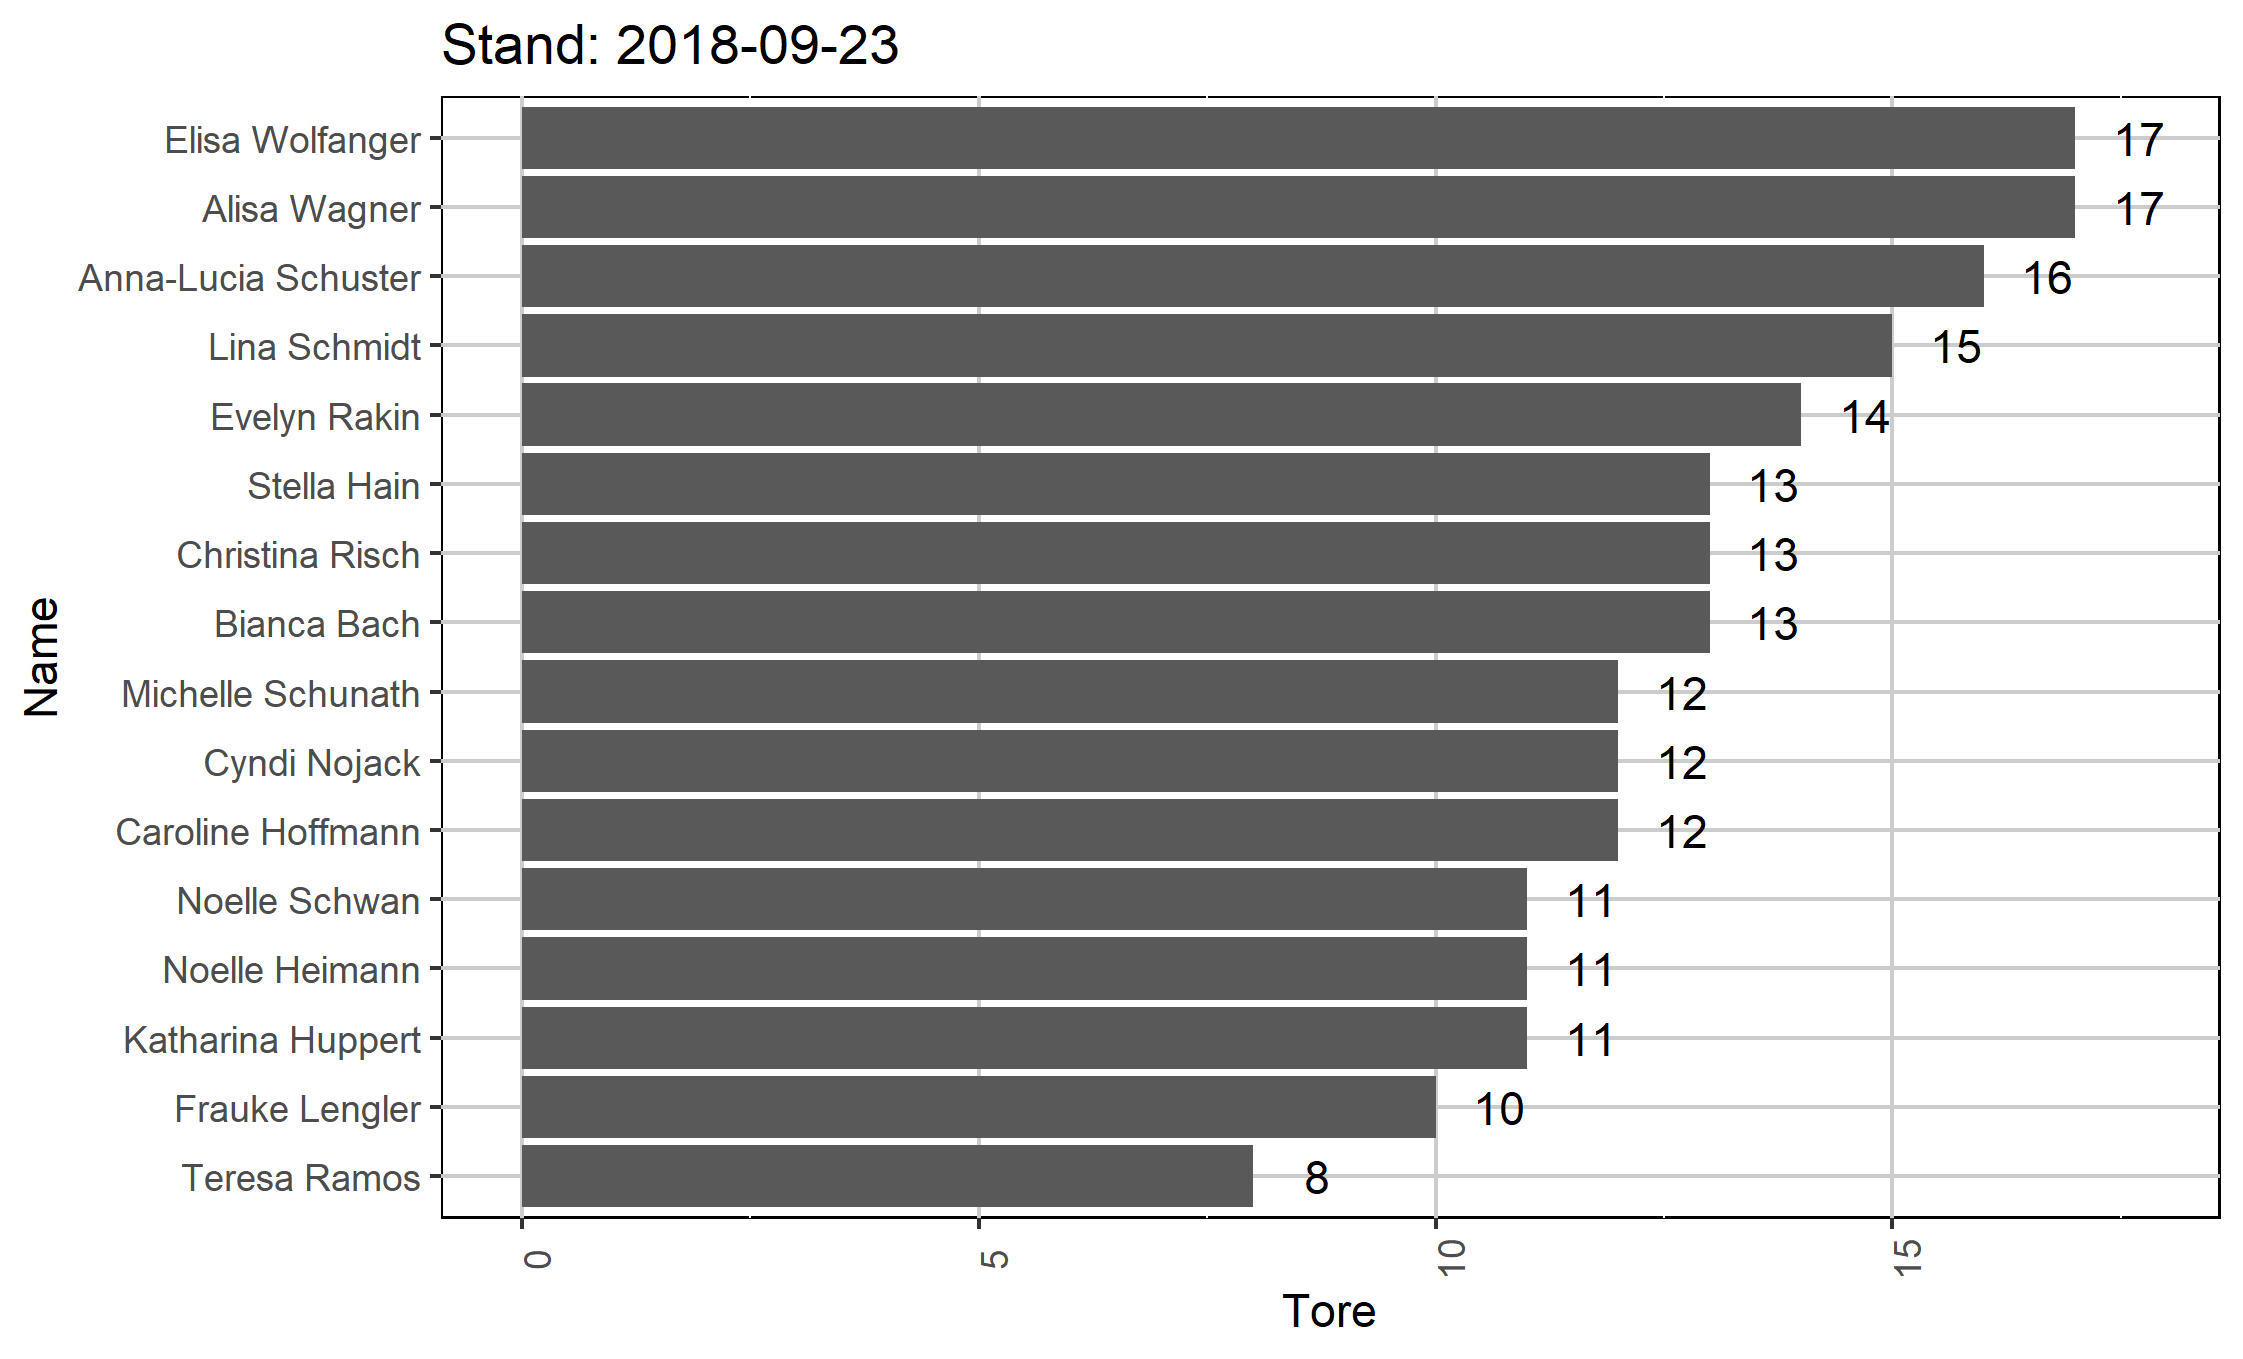 Stand: 2018-09-23
Elisa Wolfanger 17
Alisa Wagner 17
Anna-Lucia Schuster 16
Lina Schmidt 15
Evelyn Rakin 14
Stella Hain 13
Christina Risch 13
Bianca Bach 13
Michelle Schunath 12
Cyndi Nojack 12
Caroline Hoffmann 12
Noelle Schwan 11
Noelle Heimann 11
Katharina Huppert 11
Frauke Lengler 10
Teresa Ramos 8
Name
0 5 10 15
Tore